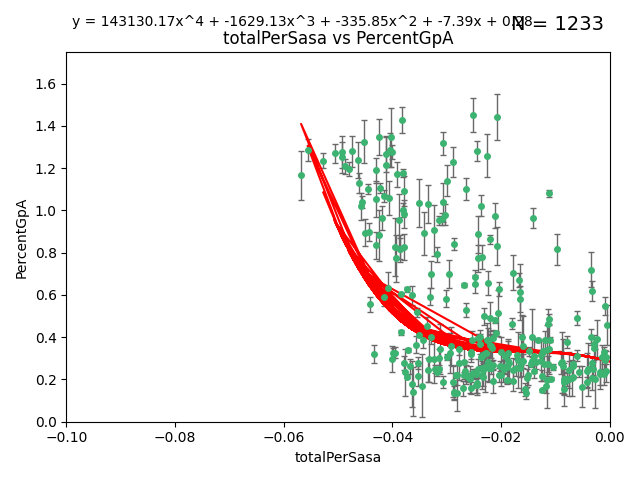 y = 143130.17x^4 + -1629.13x^3 + -335.85x^2 + -7.39x + 0.28
N = 1233
totalPerSasa vs PercentGpA
PercentGpA
1.6
1.4
1.2
1.0
0.8
0.6
0.4
0.2
0.0
−0.10 −0.08 −0.06 −0.04 −0.02 0.00
totalPerSasa